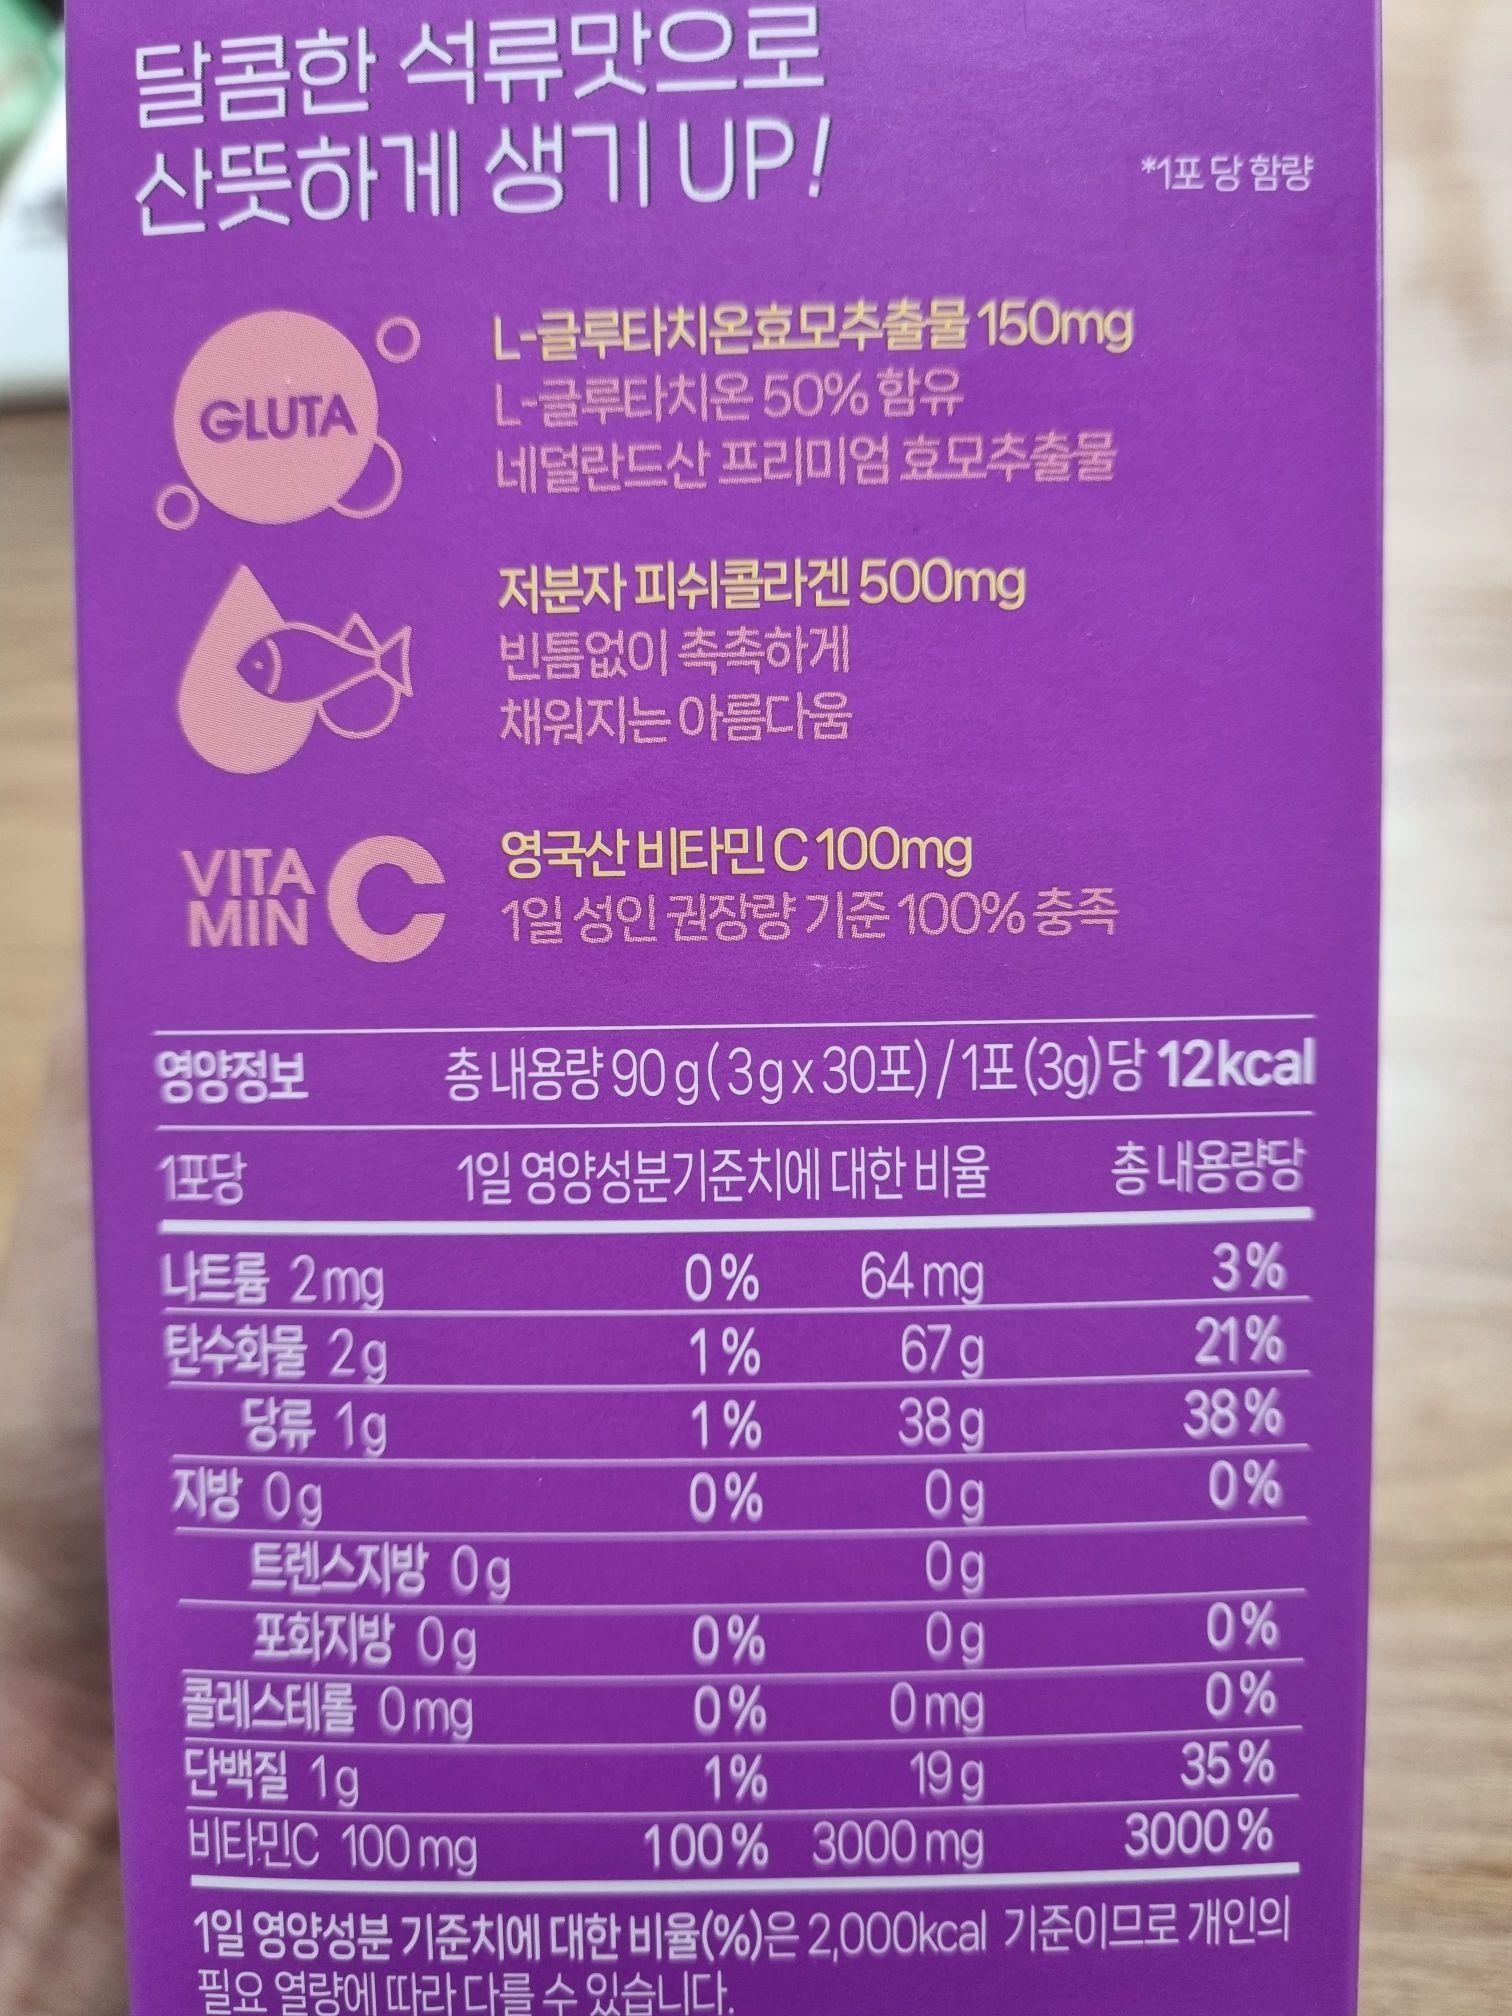 달콤한 석류맛으로
산뜻하게 생기 UP!
*1포 당 함량
GLUTA
L-글루타치온효모추출물 150mg
L-글루타치온 50% 함유
네덜란드산 프리미엄 효모추출물
저분자 피쉬콜라겐 500mg
빈틈없이 촉촉하게
채워지는 아름다움
VITA
MIN C
영국산 비타민 C 100mg
1일 성인 권장량 기준 100% 충족
영양정보 총 내용량 90 g(3g x 30포) / 1포 (3g)당 12kcal
1포당 1일 영양성분기준치에 대한 비율 총 내용량당
나트륨 2mg 0% 64mg 3%
탄수화물 2g 1% 67g 21%
당류 1g 1% 38g 38%
지방 0g 0% 0g 0%
트렌스지방 0g 0g
포화지방 0g 0% 0g 0%
콜레스테롤 0mg 0% 0mg 0%
단백질 1g 1% 19g 35%
비타민C 100mg 100% 3000mg 3000%
1일 영양성분 기준치에 대한 비율(%)은 2,000kcal 기준이므로 개인의
필요 열량에 따라 다를 수 있습니다.